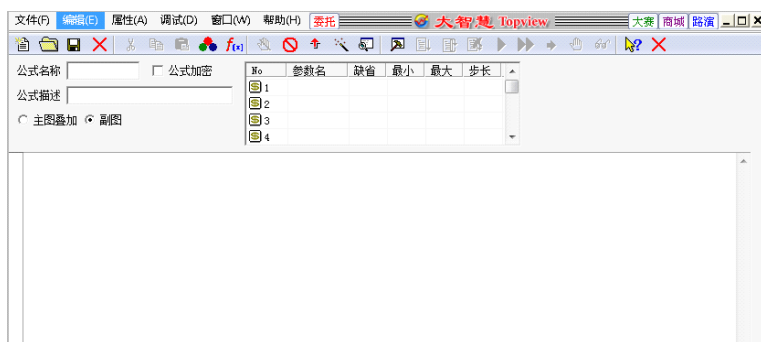 文件(F) 编辑(E) 属性(A) 调试(D) 窗口(W) 帮助(H) 委托 大智慧 Topview 大赛 商城 路演
f(x)
公式名称 公式加密 No 参数名 缺省 最小 最大 步长
1
公式描述
2
主图叠加 副图 3
4